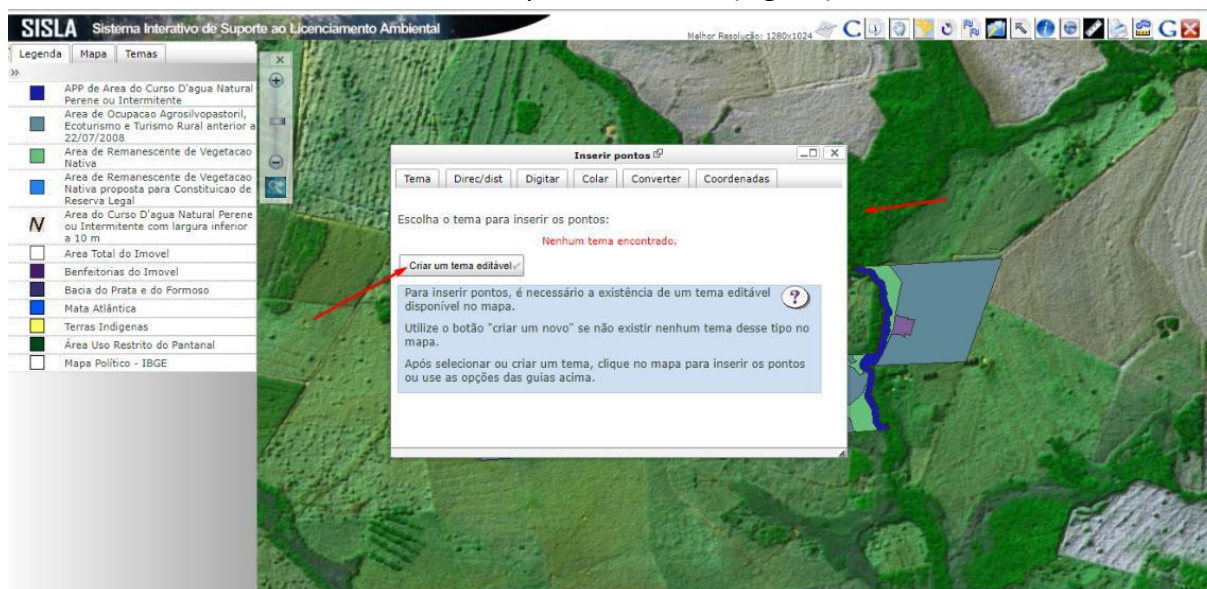 SISLA Sistema Interativo de Suporte ao Licenciamento Ambiental
Melhor Resolução: 1280x1024
Legenda
Mapa
Temas
»
APP de Area do Curso D'agua Natural
Perene ou Intermitente
Area de Ocupacao Agrosilvopastoril,
Ecoturismo e Turismo Rural anterior a
22/07/2008
Area de Remanescente de Vegetacao
Nativa
Area de Remanescente de Vegetacao
Nativa proposta para Constituicao de
Reserva Legal
Area do Curso D'agua Natural Perene
ou Intermitente com largura inferior
a 10 m
Area Total do Imovel
Benfeitorias do Imovel
Bacia do Prata e do Formoso
Mata Atlântica
Terras Indigenas
Área Uso Restrito do Pantanal
Mapa Político - IBGE
Inserir pontos
Tema
Direc/dist
Digitar
Colar
Converter
Coordenadas
Escolha o tema para inserir os pontos:
Nenhum tema encontrado.
Criar um tema editável
Para inserir pontos, é necessário a existência de um tema editável
disponível no mapa.
Utilize o botão "criar um novo" se não existir nenhum tema desse tipo no
mapa.
Após selecionar ou criar um tema, clique no mapa para inserir os pontos
ou use as opções das guias acima.